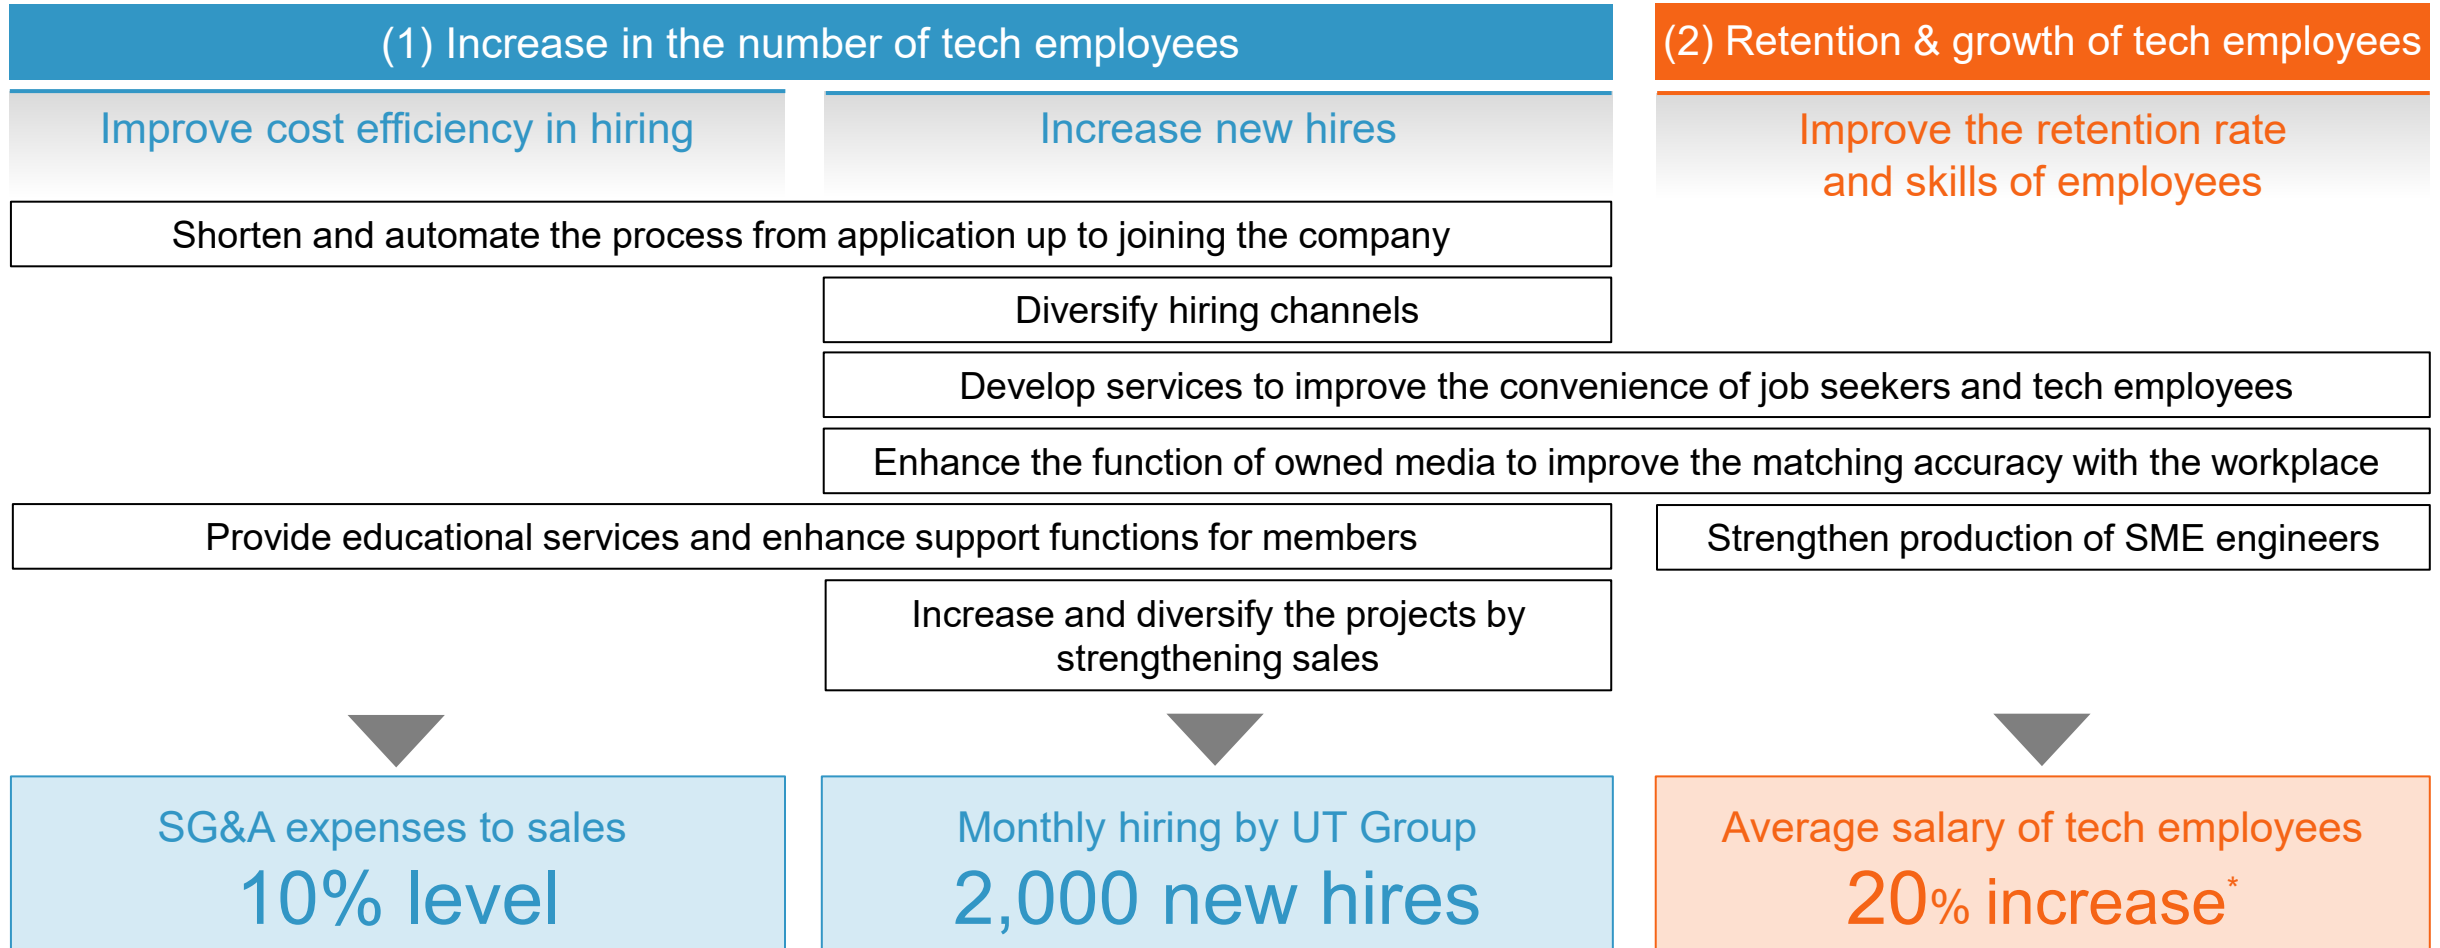 (1) Increase in the number of tech employees
(2) Retention & growth of tech employees
Improve cost efficiency in hiring
Increase new hires
Improve the retention rate
and skills of employees
Shorten and automate the process from application up to joining the company
Diversify hiring channels
Develop services to improve the convenience of job seekers and tech employees
Enhance the function of owned media to improve the matching accuracy with the workplace
Provide educational services and enhance support functions for members
Strengthen production of SME engineers
Increase and diversify the projects by
strengthening sales
SG&A expenses to sales
10% level
Monthly hiring by UT Group
2,000 new hires
Average salary of tech employees
20% increase*